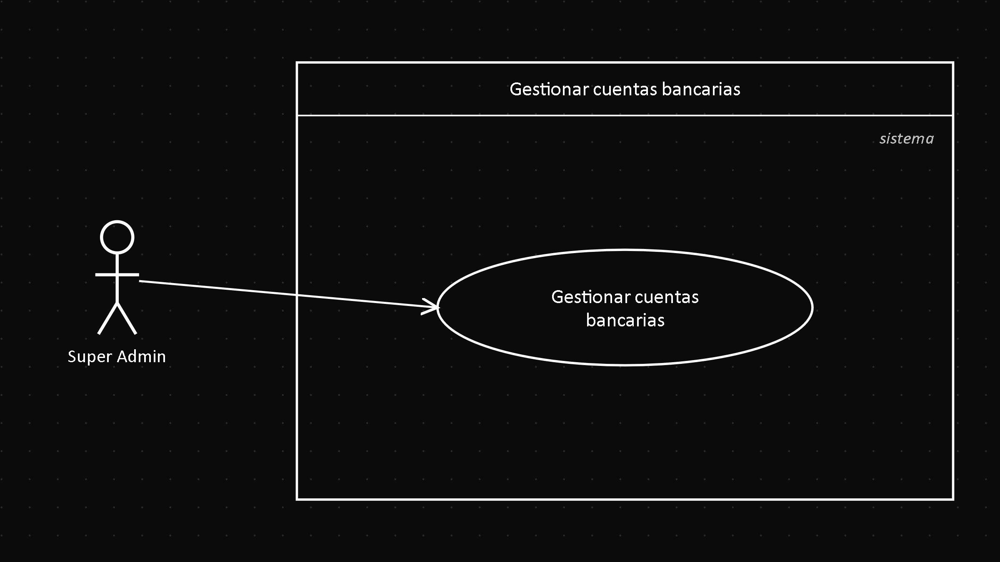 Gestionar cuentas bancarias
sistema
Gestionar cuentas
bancarias
Super Admin